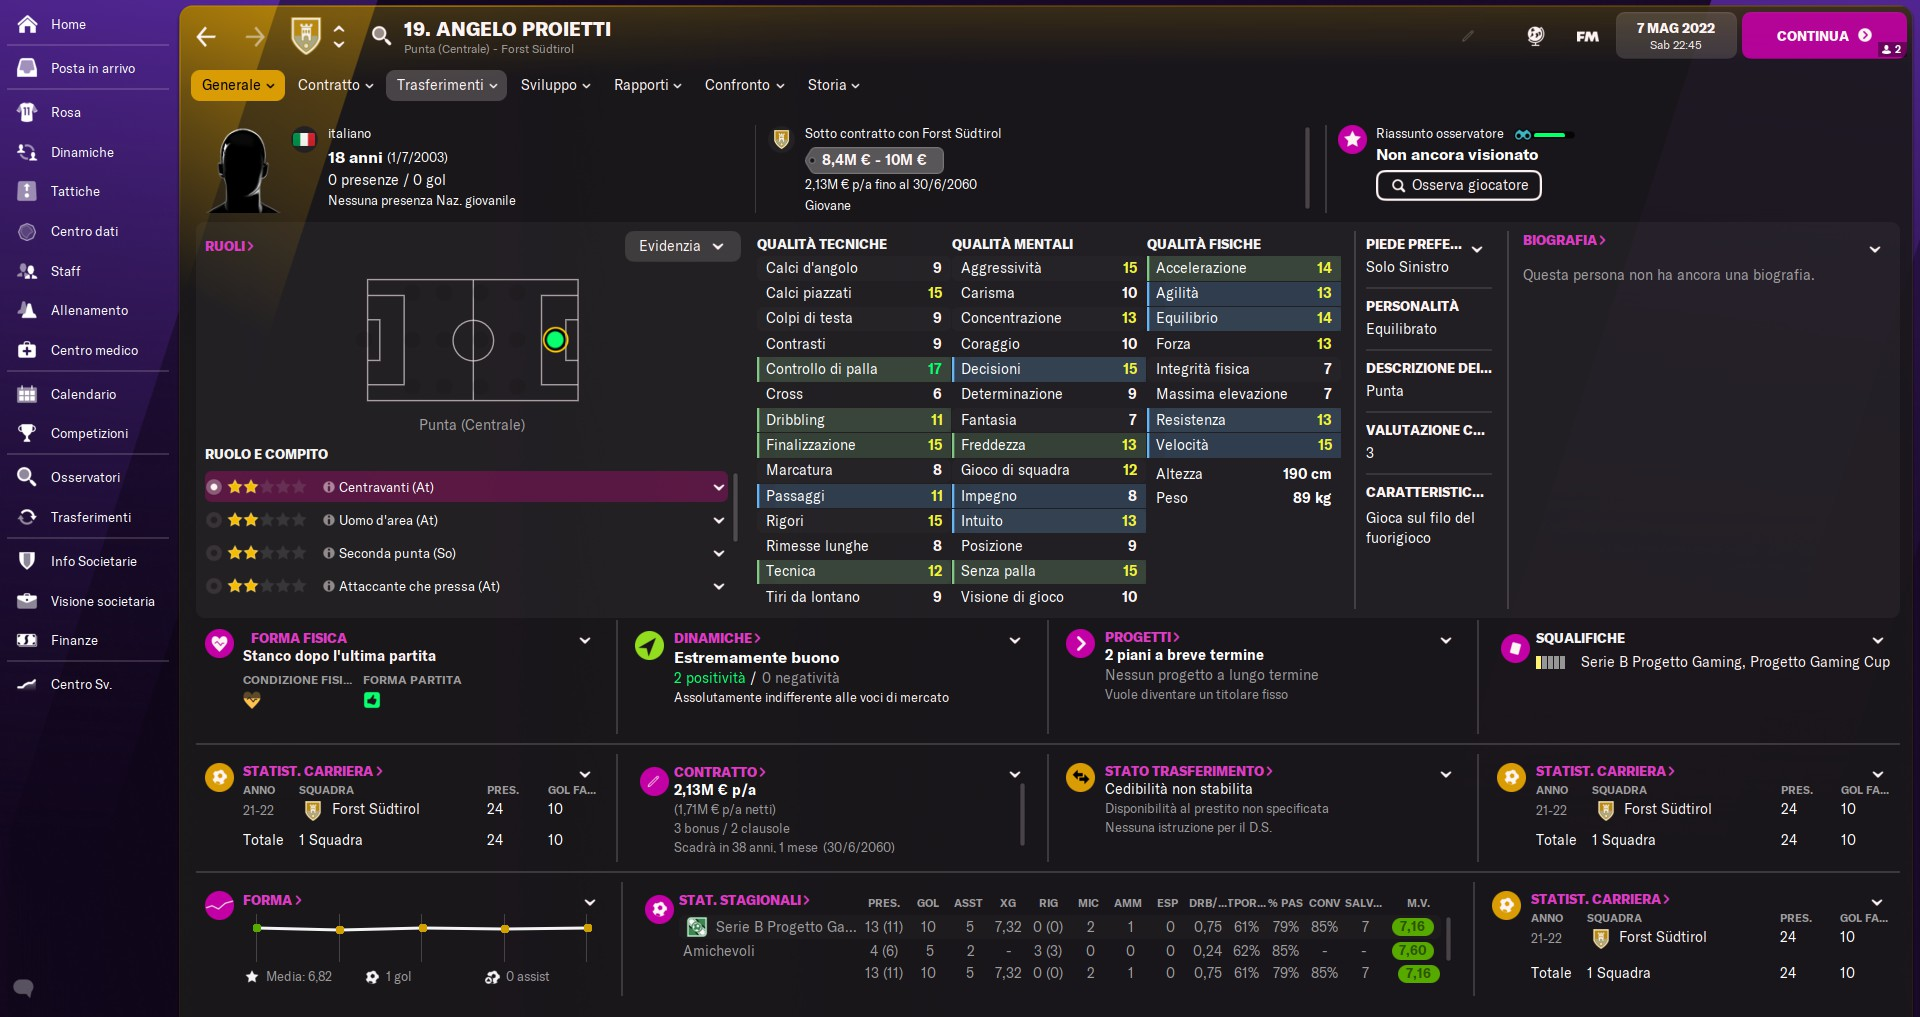 Home
Posta in arrivo
Rosa
Dinamiche
Tattiche
Centro dati
Staff
Allenamento
Centro medico
Calendario
Competizioni
Osservatori
Trasferimenti
Info Societarie
Visione societaria
Finanze
Centro Sv.
19. ANGELO PROIETTI
Punta (Centrale) - Forst Südtirol
FM
7 MAG 2022
Sab 22:45
CONTINUA
2
Generale
Contratto
Trasferimenti
Sviluppo
Rapporti
Confronto
Storia
italiano
18 anni (1/7/2003)
0 presenze / 0 gol
Nessuna presenza Naz. giovanile
Sotto contratto con Forst Südtirol
8,4M € - 10M €
2,13M € p/a fino al 30/6/2060
Giovane
Riassunto osservatore
Non ancora visionato
Osserva giocatore
RUOLI
Evidenzia
Punta (Centrale)
RUOLO E COMPITO
Centravanti (At)
Uomo d'area (At)
Seconda punta (So)
Attaccante che pressa (At)
QUALITÀ TECNICHE
Calci d'angolo 9
Calci piazzati 15
Colpi di testa 9
Contrasti 9
Controllo di palla 17
Cross 6
Dribbling 11
Finalizzazione 15
Marcatura 8
Passaggi 11
Rigori 15
Rimesse lunghe 8
Tecnica 12
Tiri da lontano 9
QUALITÀ MENTALI
Aggressività 15
Carisma 10
Concentrazione 13
Coraggio 10
Decisioni 15
Determinazione 9
Fantasia 7
Freddezza 13
Gioco di squadra 12
Impegno 8
Intuito 13
Posizione 9
Senza palla 15
Visione di gioco 10
QUALITÀ FISICHE
Accelerazione 14
Agilità 13
Equilibrio 14
Forza 13
Integrità fisica 7
Massima elevazione 7
Resistenza 13
Velocità 15
Altezza 190 cm
Peso 89 kg
PIEDE PREFE...
Solo Sinistro
PERSONALITÀ
Equilibrato
DESCRIZIONE DEI...
Punta
VALUTAZIONE C...
3
CARATTERISTIC...
Gioca sul filo del
fuorigioco
BIOGRAFIA
Questa persona non ha ancora una biografia.
FORMA FISICA
Stanco dopo l'ultima partita
CONDIZIONE FISI... FORMA PARTITA
DINAMICHE
Estremamente buono
2 positività / 0 negatività
Assolutamente indifferente alle voci di mercato
PROGETTI
2 piani a breve termine
Nessun progetto a lungo termine
Vuole diventare un titolare fisso
SQUALIFICHE
Serie B Progetto Gaming, Progetto Gaming Cup
STATIST. CARRIERA
ANNO SQUADRA PRES. GOL FA...
21-22 Forst Südtirol 24 10
Totale 1 Squadra 24 10
CONTRATTO
2,13M € p/a
(1,71M € p/a netti)
3 bonus / 2 clausole
Scadrà in 38 anni, 1 mese (30/6/2060)
STATO TRASFERIMENTO
Cedibilità non stabilita
Disponibilità al prestito non specificata
Nessuna istruzione per il D.S.
STATIST. CARRIERA
ANNO SQUADRA PRES. GOL FA...
21-22 Forst Südtirol 24 10
Totale 1 Squadra 24 10
FORMA
Media: 6,82 1 gol 0 assist
STAT. STAGIONALI PRES. GOL ASST XG RIG MIC AMM ESP DRB/... TPOR... % PAS CONV SALV... M.V.
Serie B Progetto Ga... 13 (11) 10 5 7,32 0 (0) 2 1 0 0,75 61% 79% 85% 7 7,16
Amichevoli 4 (6) 5 2 - 3 (3) 0 0 0 0,24 62% 85% - - 7,60
13 (11) 10 5 7,32 0 (0) 2 1 0 0,75 61% 79% 85% 7 7,16
STATIST. CARRIERA
ANNO SQUADRA PRES. GOL FA...
21-22 Forst Südtirol 24 10
Totale 1 Squadra 24 10